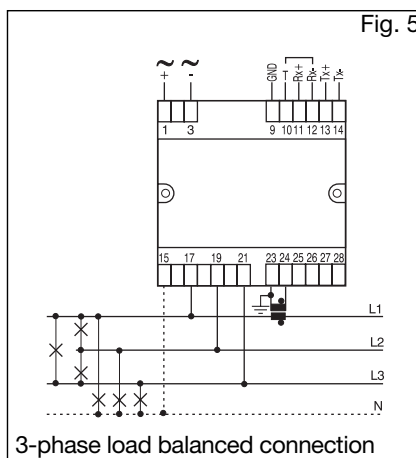 Fig. 5
~ ~
+ -
GND T Rx+ Rx- Tx+ Tx-
1 3 9 10 11 12 13 14
15 17 19 21 23 24 25 26 27 28
L1
L2
L3
N
3-phase load balanced connection